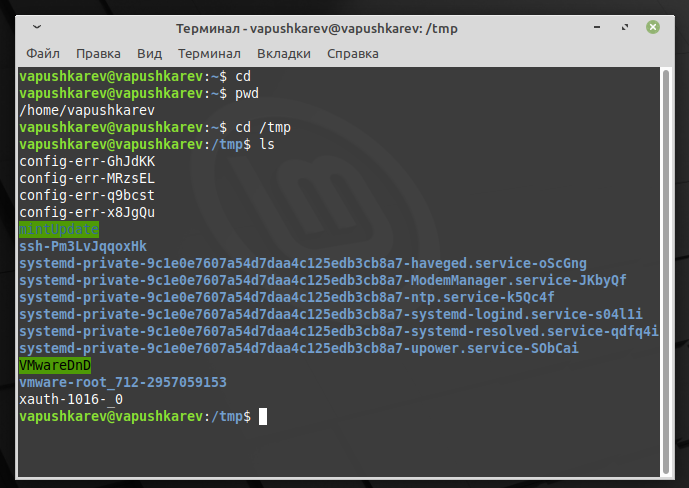 Терминал - vapushkarev@vapushkarev: /tmp
Файл Правка Вид Терминал Вкладки Справка
vapushkarev@vapushkarev:~$ cd
vapushkarev@vapushkarev:~$ pwd
/home/vapushkarev
vapushkarev@vapushkarev:~$ cd /tmp
vapushkarev@vapushkarev:/tmp$ ls
config-err-GhJdKK
config-err-MRzsEL
config-err-q9bcst
config-err-x8JgQu
mintUpdate
ssh-Pm3LvJqqoxHk
systemd-private-9c1e0e7607a54d7daa4c125edb3cb8a7-haveged.service-oScGng
systemd-private-9c1e0e7607a54d7daa4c125edb3cb8a7-ModemManager.service-JKbyQf
systemd-private-9c1e0e7607a54d7daa4c125edb3cb8a7-ntp.service-k5Qc4f
systemd-private-9c1e0e7607a54d7daa4c125edb3cb8a7-systemd-logind.service-s04l1i
systemd-private-9c1e0e7607a54d7daa4c125edb3cb8a7-systemd-resolved.service-qdfq4i
systemd-private-9c1e0e7607a54d7daa4c125edb3cb8a7-upower.service-SObCai
VMwareDnD
vmware-root_712-2957059153
xauth-1016-_0
vapushkarev@vapushkarev:/tmp$